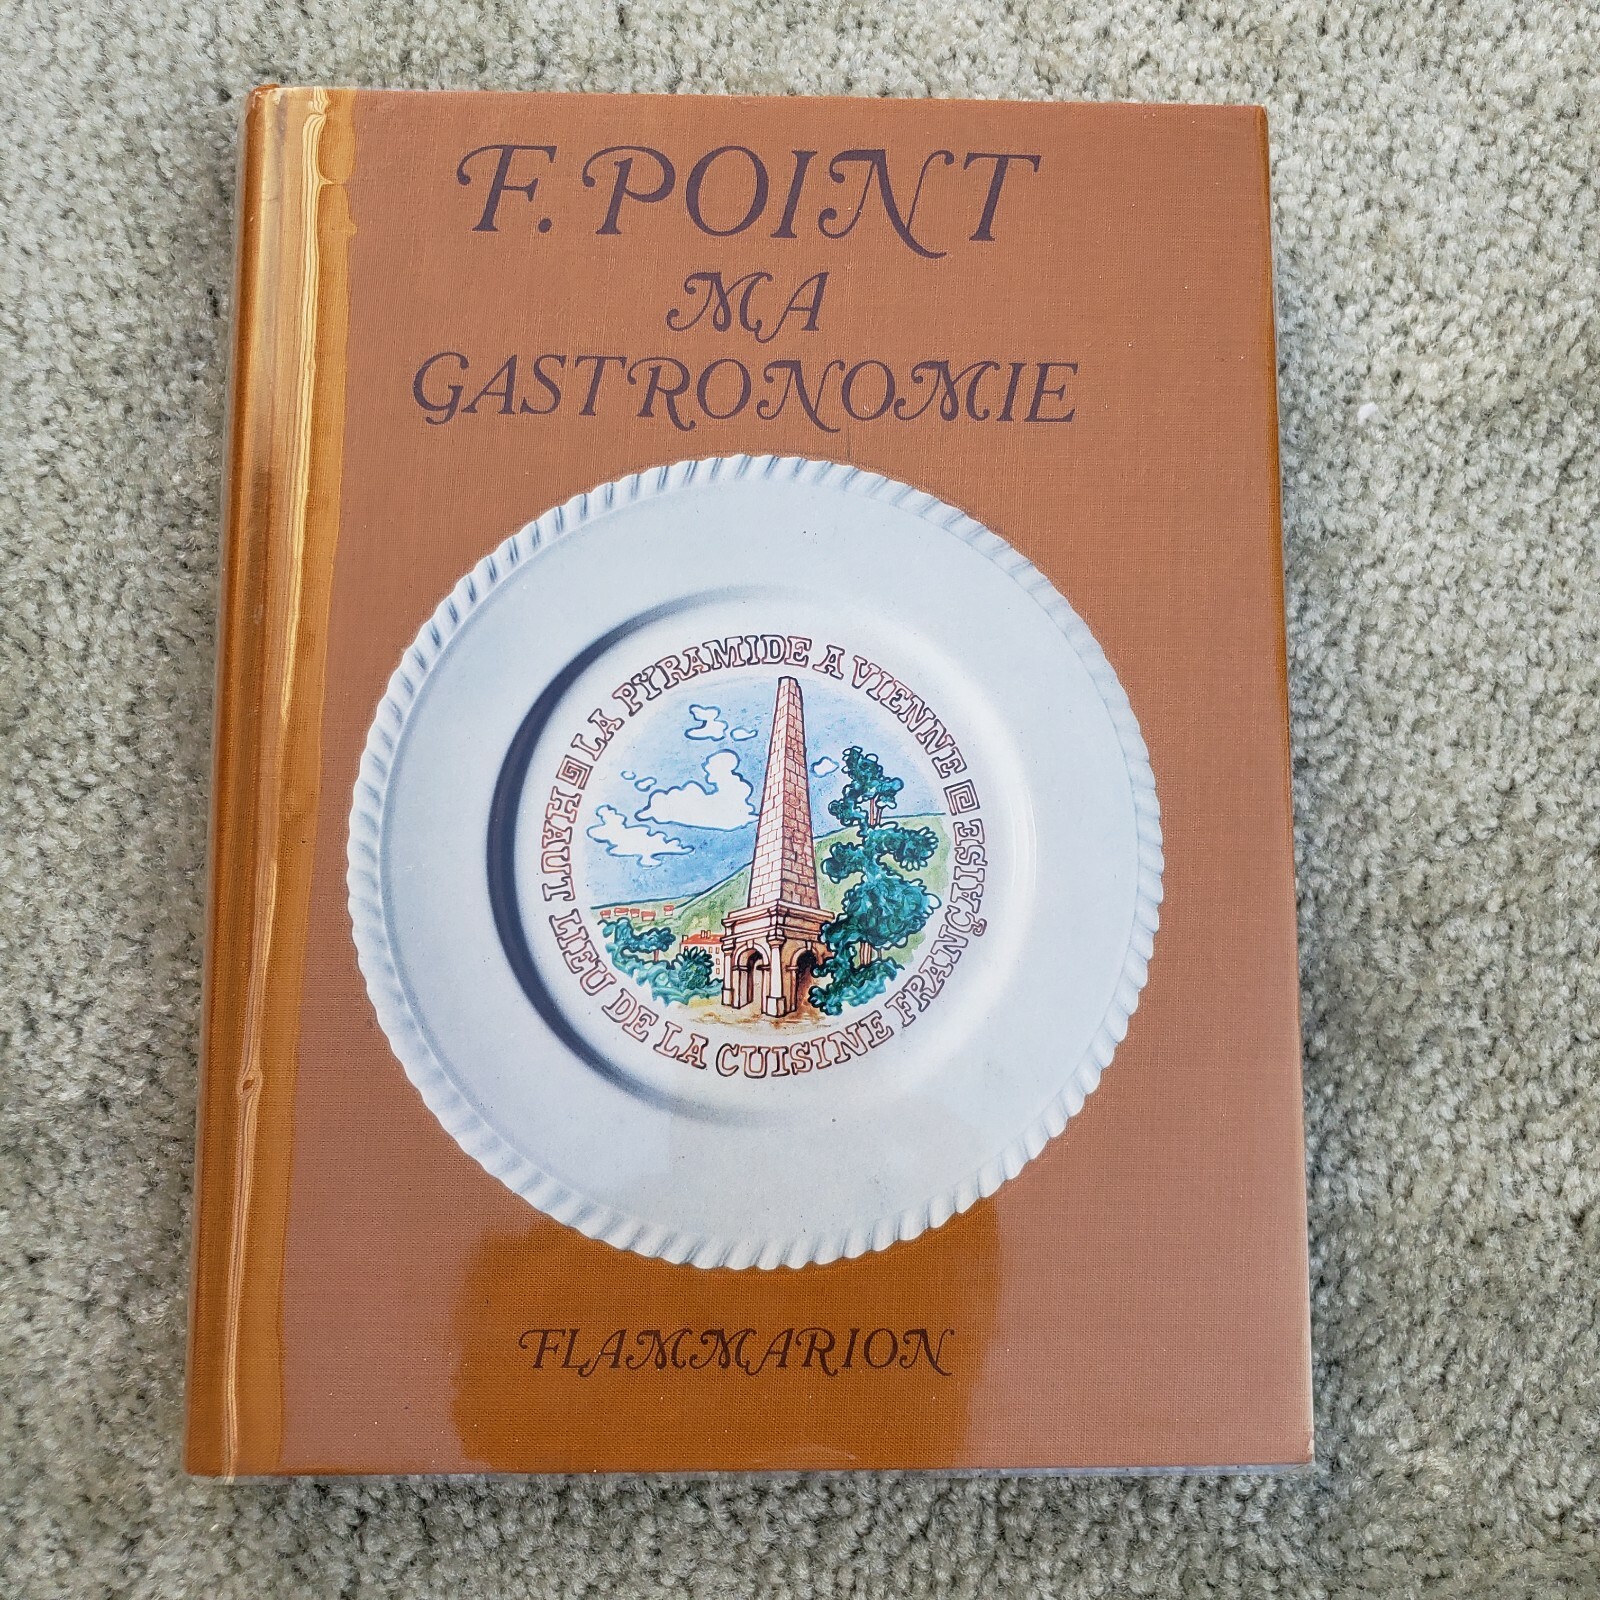 F. POINT
MA
GASTRONOMIE
LA PYRAMIDE A VIENNE
HAUT LIEU DE LA CUISINE FRANÇAISE
FLAMMARION